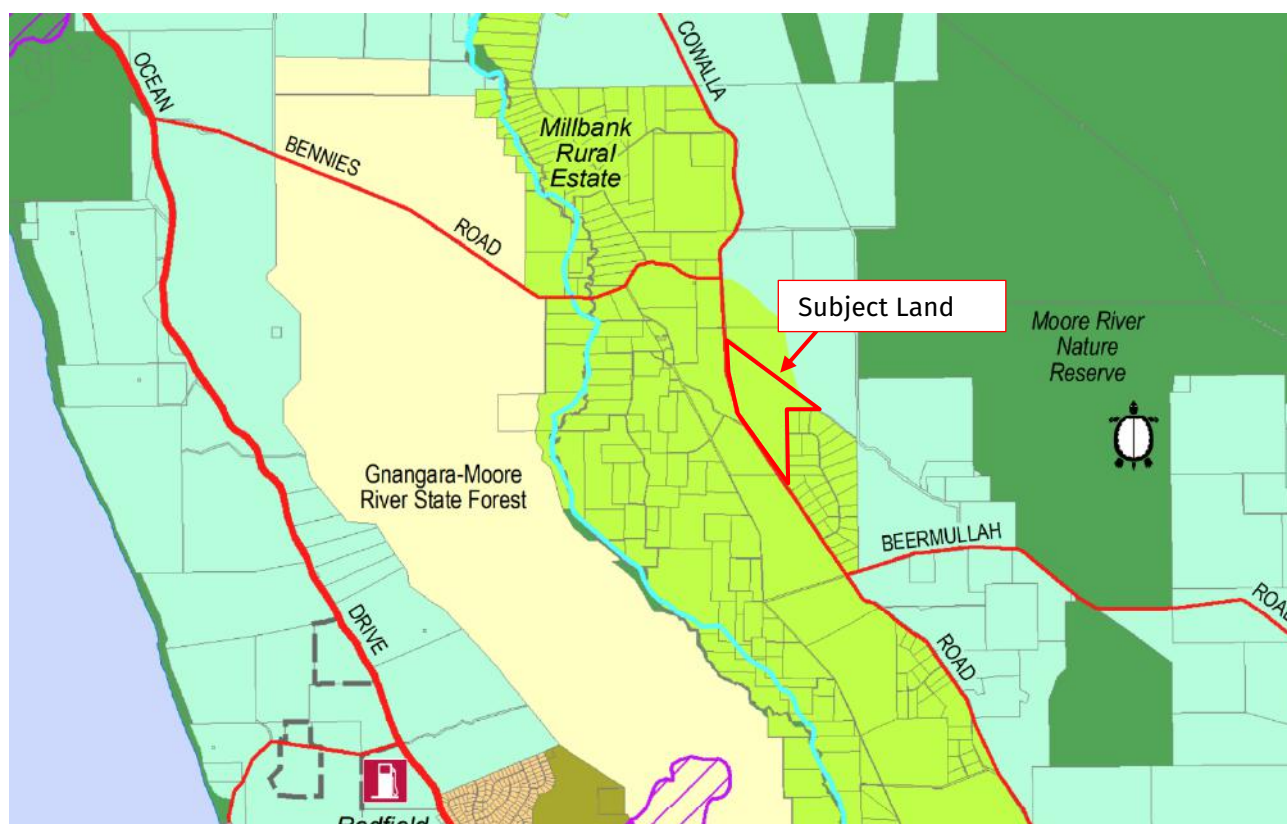 OCEAN
COWALLA
BENNIES
Millbank
Rural
Estate
ROAD
Subject Land
Moore River
Nature
Reserve
Gnangara-Moore
River State Forest
BEERMULLAH
ROAD
DRIVE
ROAD